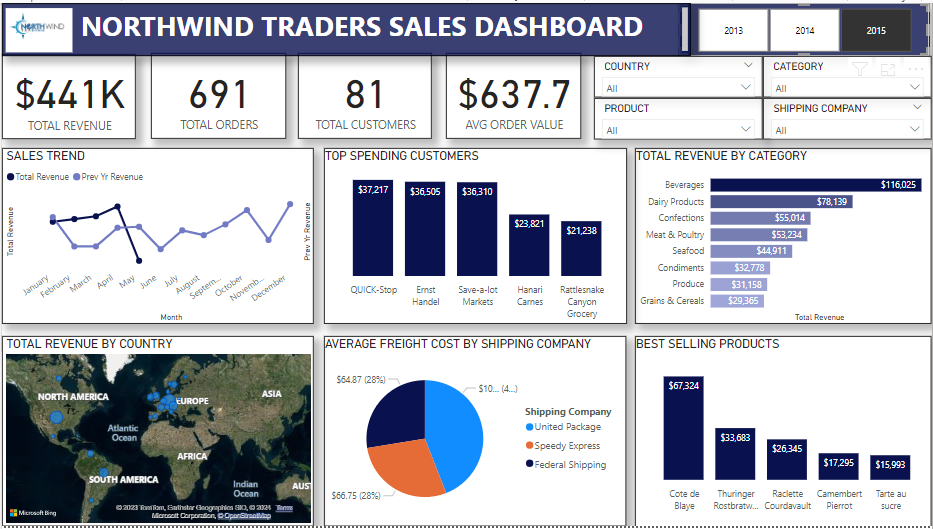 NORTHWIND
NORTHWIND TRADERS SALES DASHBOARD
2013
2014
2015
$441K
TOTAL REVENUE
691
TOTAL ORDERS
81
TOTAL CUSTOMERS
$637.7
AVG ORDER VALUE
COUNTRY
All
CATEGORY
All
PRODUCT
All
SHIPPING COMPANY
All
SALES TREND
Total Revenue
Prev Yr Revenue
Total Revenue
Prev Yr Revenue
January
February
March
April
May
June
July
August
Septem...
October
Novemb...
December
Month
TOP SPENDING CUSTOMERS
$37,217
$36,505
$36,310
$23,821
$21,238
QUICK-Stop
Ernst
Handel
Save-a-lot
Markets
Hanari
Carnes
Rattlesnake
Canyon
Grocery
TOTAL REVENUE BY CATEGORY
Beverages
$116,025
Dairy Products
$78,139
Confections
$55,014
Meat & Poultry
$53,234
Seafood
$44,911
Condiments
$32,778
Produce
$31,158
Grains & Cereals
$29,365
Total Revenue
TOTAL REVENUE BY COUNTRY
NORTH AMERICA
EUROPE
ASIA
Atlantic
Ocean
AFRICA
SOUTH AMERICA
Indian
Ocean
AUST
Microsoft Bing
© 2023 TomTom, Earthstar Geographics SIO, © 2024
Microsoft Corporation, © OpenStreetMap
Terms
AVERAGE FREIGHT COST BY SHIPPING COMPANY
$64.87 (28%)
$10... (4...)
$66.75 (28%)
Shipping Company
United Package
Speedy Express
Federal Shipping
BEST SELLING PRODUCTS
$67,324
$33,683
$26,345
$17,295
$15,993
Cote de
Blaye
Thuringer
Rostbratw...
Raclette
Courdavault
Camembert
Pierrot
Tarte au
sucre